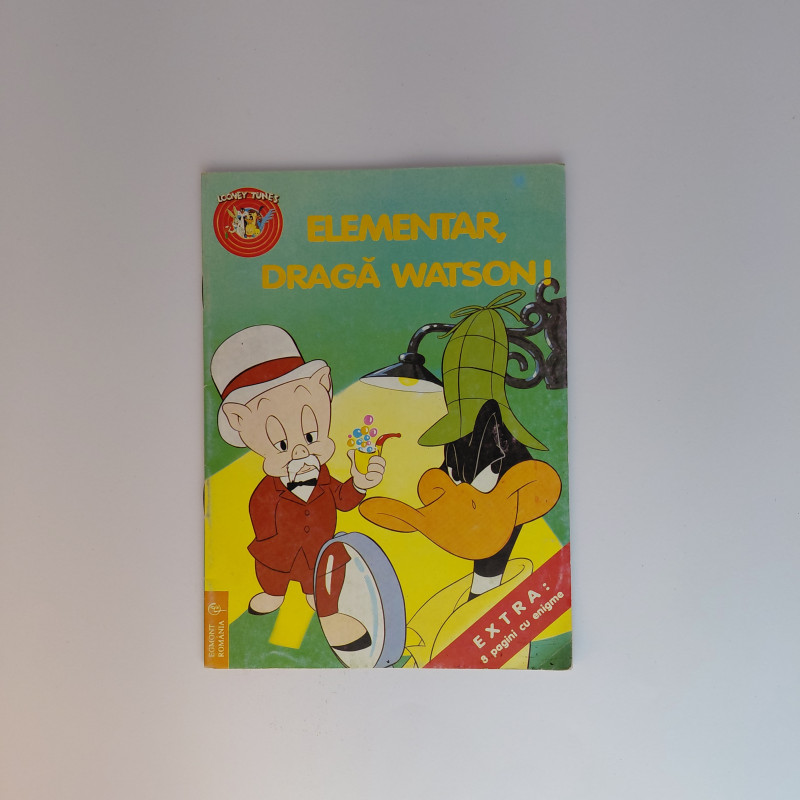 LOONEY TUNES
ELEMENTAR,
DRAGĂ WATSON!
EXTRA:
8 pagini cu enigme
EGMONT
ROMANIA